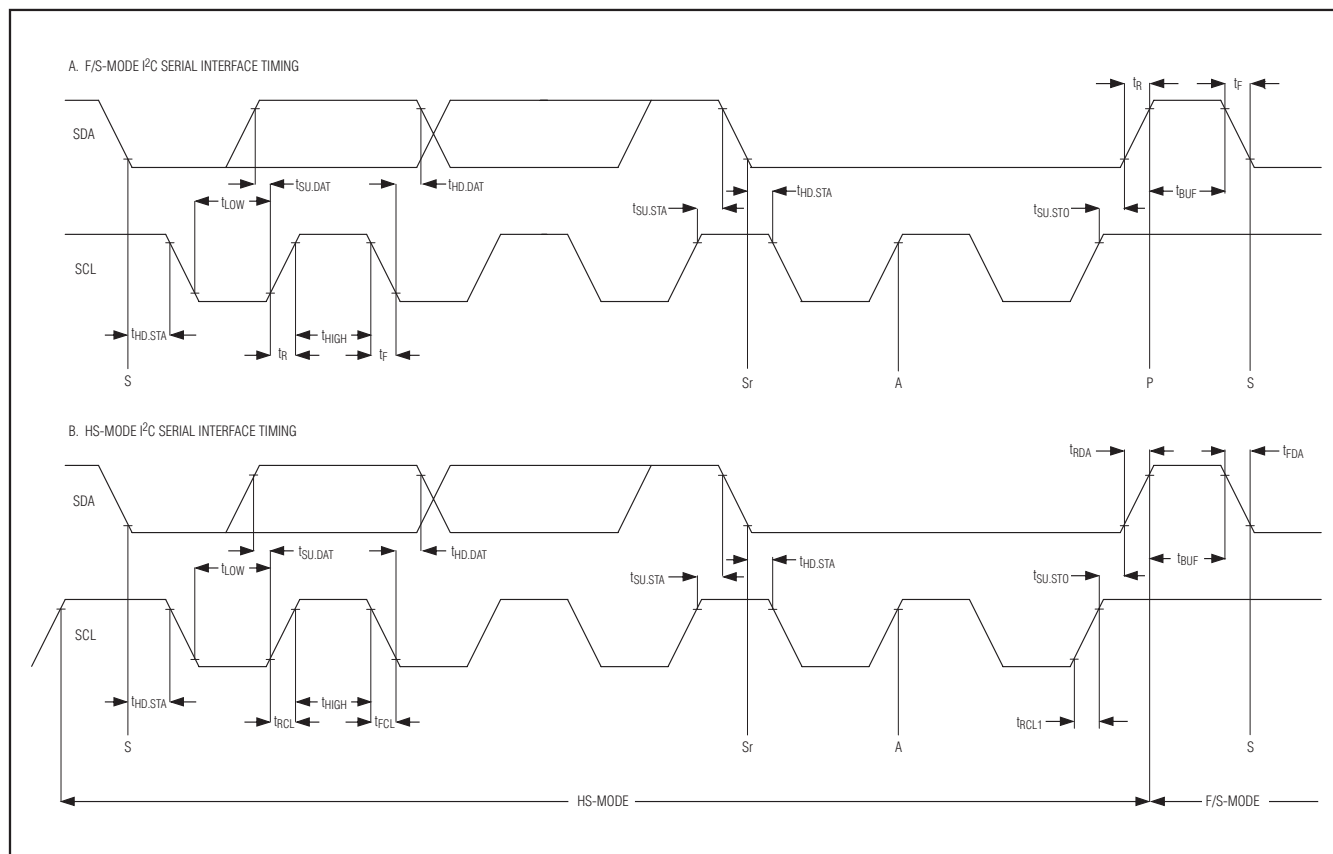 A. F/S-MODE I²C SERIAL INTERFACE TIMING
tR
tF
SDA
tSU.DAT
tHD.DAT
tLOW
tHD.STA
tSU.STA
tBUF
tSU.STO
SCL
tHD.STA
tR
tHIGH
tF
S
Sr
A
P
S
B. HS-MODE I²C SERIAL INTERFACE TIMING
tRDA
tFDA
SDA
tSU.DAT
tHD.DAT
tLOW
tHD.STA
tSU.STA
tBUF
tSU.STO
SCL
tHD.STA
tRCL
tHIGH
tFCL
tRCL1
S
Sr
A
S
HS-MODE
F/S-MODE